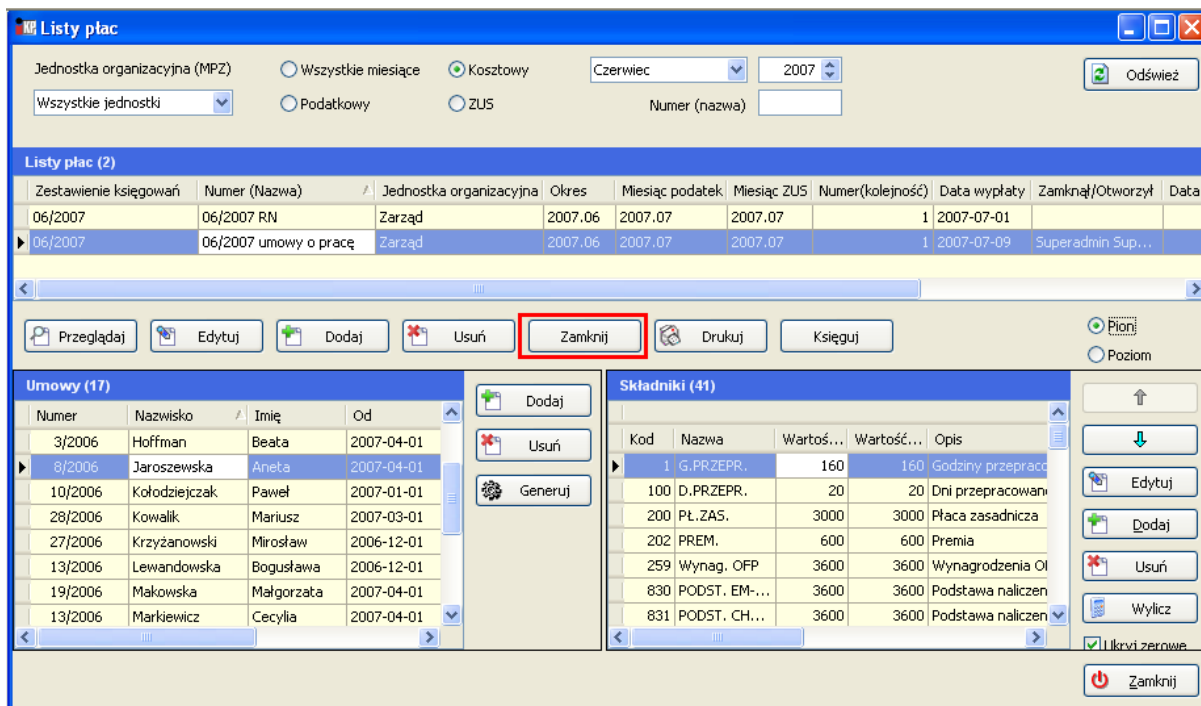 iKP Listy płac
Jednostka organizacyjna (MPZ) Wszystkie miesiące Kosztowy Czerwiec 2007 Odśwież
Wszystkie jednostki Podatkowy ZUS Numer (nazwa)
Listy płac (2)
Zestawienie księgowań Numer (Nazwa) Jednostka organizacyjna Okres Miesiąc podatek Miesiąc ZUS Numer(kolejność) Data wypłaty Zamknął/Otworzył Data
06/2007 06/2007 RN Zarząd 2007.06 2007.07 2007.07 1 2007-07-01
06/2007 06/2007 umowy o pracę Zarząd 2007.06 2007.07 2007.07 1 2007-07-09 Superadmin Sup...
Przeglądaj Edytuj Dodaj Usuń Zamknij Drukuj Księguj Pion
Poziom
Umowy (17)
Numer Nazwisko Imię Od
3/2006 Hoffman Beata 2007-04-01
8/2006 Jaroszewska Aneta 2007-04-01
10/2006 Kołodziejczak Paweł 2007-01-01
28/2006 Kowalik Mariusz 2007-03-01
27/2006 Krzyżanowski Mirosław 2006-12-01
13/2006 Lewandowska Bogusława 2006-12-01
19/2006 Makowska Małgorzata 2007-04-01
13/2006 Markiewicz Cecylia 2007-04-01
Dodaj
Usuń
Generuj
Składniki (41)
Kod Nazwa Wartoś... Wartość... Opis
1 G.PRZEPR. 160 160 Godziny przepraco
100 D.PRZEPR. 20 20 Dni przepracowan
200 PŁ.ZAS. 3000 3000 Płaca zasadnicza
202 PREM. 600 600 Premia
259 Wynag. OFP 3600 3600 Wynagrodzenia O
830 PODST. EM-... 3600 3600 Podstawa naliczen
831 PODST. CH... 3600 3600 Podstawa naliczen
Edytuj
Dodaj
Usuń
Wylicz
Ukryj zerowe
Zamknij